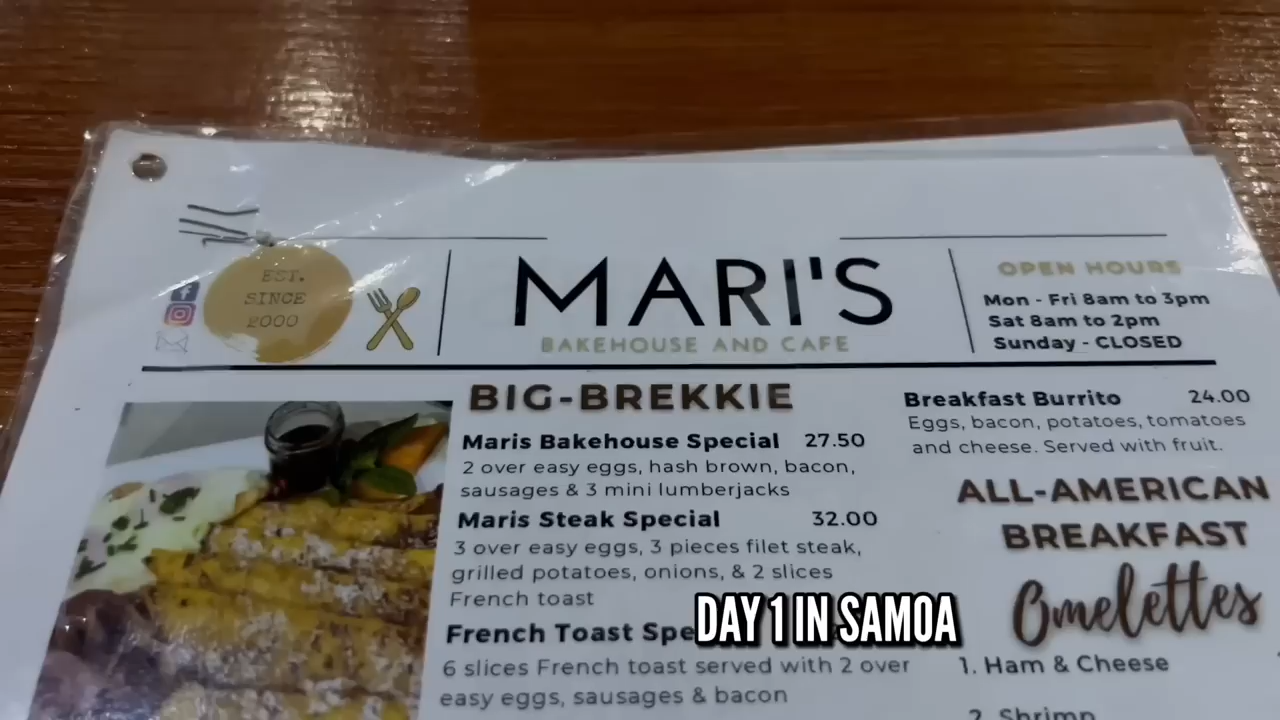 EST.
SINCE
2000
MARI'S
BAKEHOUSE AND CAFE
OPEN HOURS
Mon - Fri 8am to 3pm
Sat 8am to 2pm
Sunday - CLOSED
BIG-BREKKIE
Maris Bakehouse Special 27.50
2 over easy eggs, hash brown, bacon,
sausages & 3 mini lumberjacks
Maris Steak Special 32.00
3 over easy eggs, 3 pieces filet steak,
grilled potatoes, onions, & 2 slices
French toast
French Toast Spe
6 slices French toast served with 2 over
easy eggs, sausages & bacon
Breakfast Burrito 24.00
Eggs, bacon, potatoes, tomatoes
and cheese. Served with fruit.
ALL-AMERICAN
BREAKFAST
Omelettes
1. Ham & Cheese
2. Shrimp
DAY 1 IN SAMOA